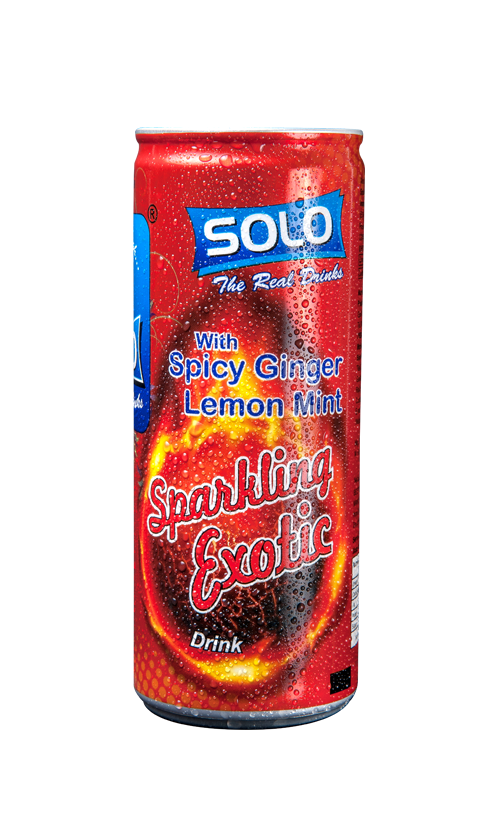 ®
SOLO
The Real Drinks
With
Spicy Ginger
Lemon Mint
Sparkling
Exotic
Drink